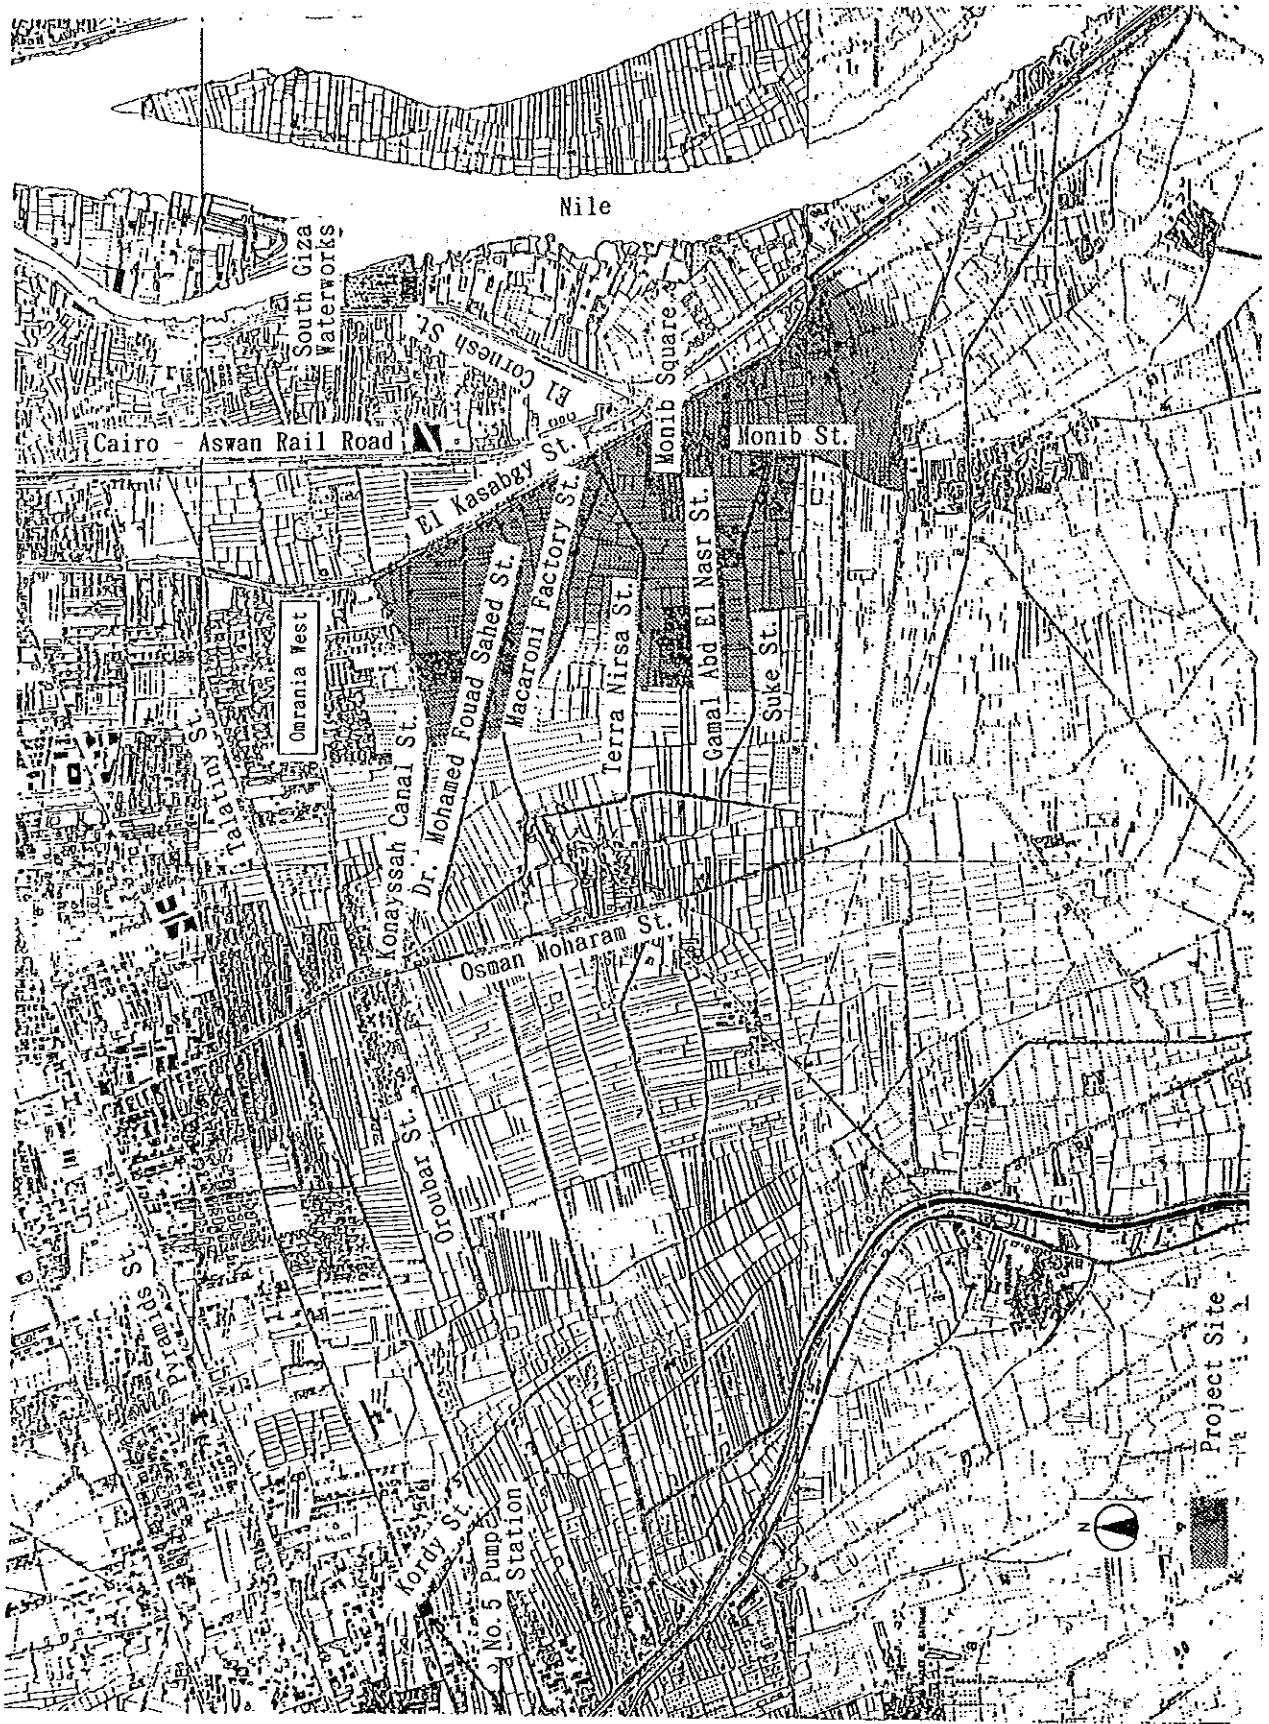 Nile
South Giza
Waterworks
El Cornesh St.
Monib Square
Cairo - Aswan Rail Road
Monib St.
El Kasabgy St.
Macaroni Factory St.
Dr. Mohamed Fouad Sahed St.
Terra Nirsa St.
Gamal Abd El Nasr St.
Suke St.
Omrania West
Talatiny St.
Konayssah Canal St.
Osman Moharam St.
Oroubar St.
Pyramids St.
Kordy St.
No.5 Pump
Station
N
: Project Site